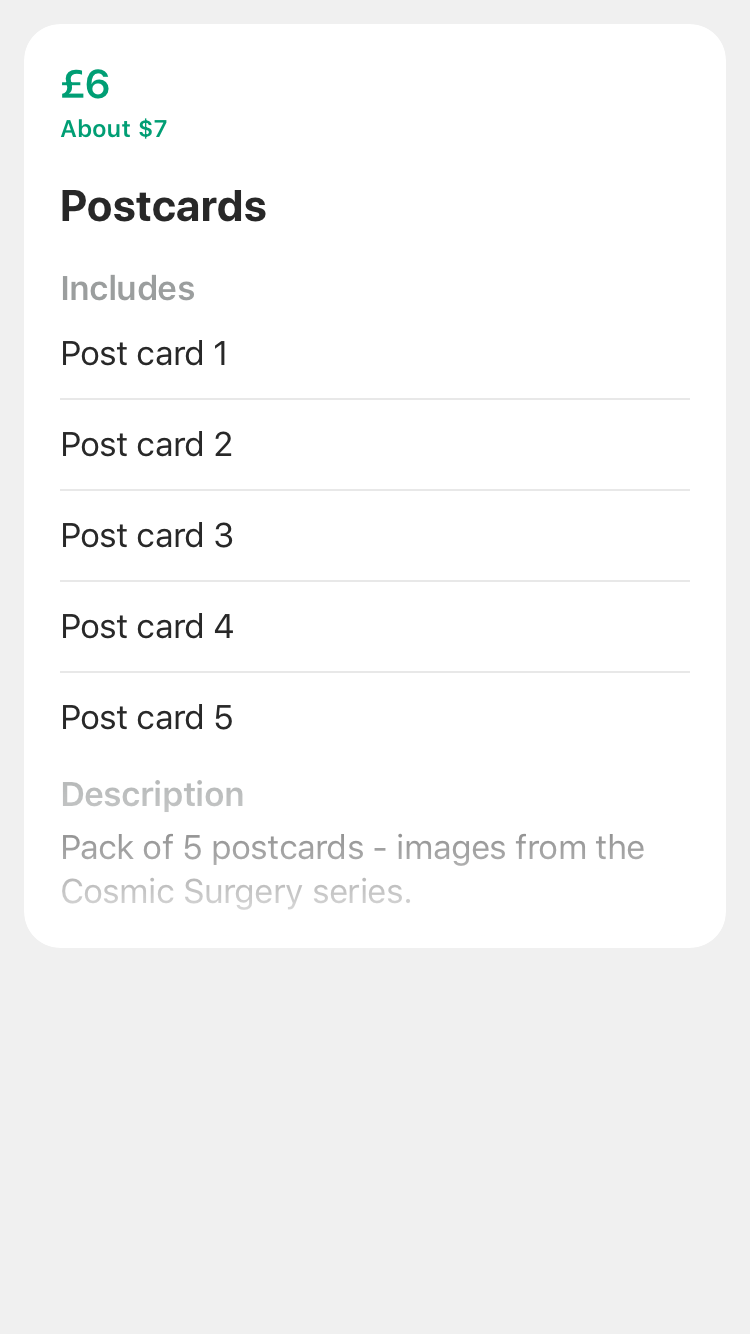 £6
About $7
Postcards
Includes
Post card 1
Post card 2
Post card 3
Post card 4
Post card 5
Description
Pack of 5 postcards - images from the
Cosmic Surgery series.